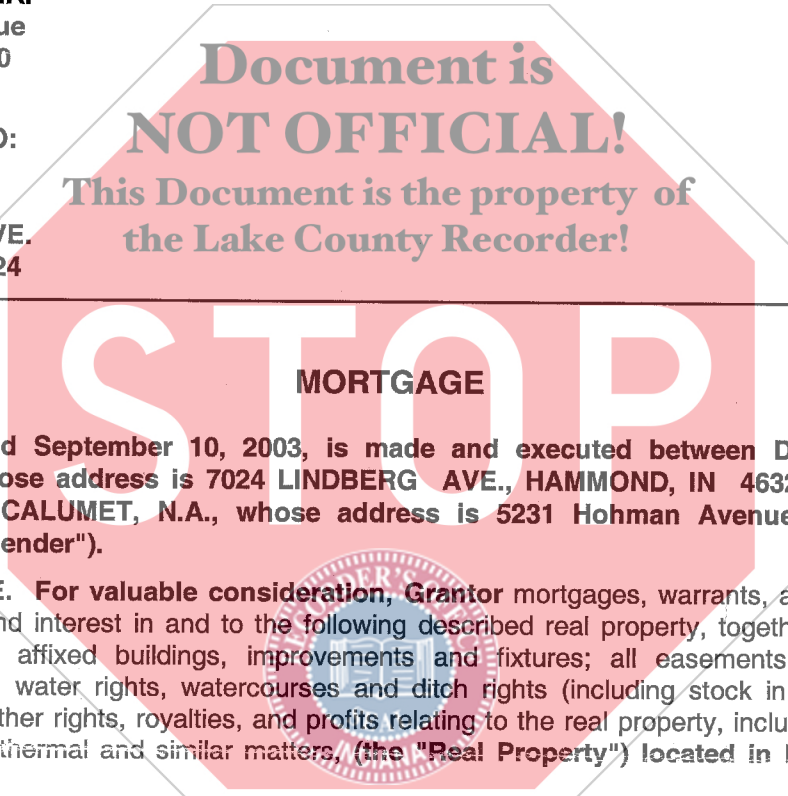 ue
0
Document is
NOT OFFICIAL!
D:
This Document is the property of
VE.
the Lake County Recorder!
24
STOP
MORTGAGE
d September 10, 2003, is made and executed between D
ose address is 7024 LINDBERG AVE., HAMMOND, IN 4632
CALUMET, N.A., whose address is 5231 Hohman Avenue
ender").
E. For valuable consideration, Grantor mortgages, warrants, a
nd interest in and to the following described real property, togeth
affixed buildings, improvements and fixtures; all easements
water rights, watercourses and ditch rights (including stock in
ther rights, royalties, and profits relating to the real property, inclu
thermal and similar matters, (the "Real Property") located in
INDIANA